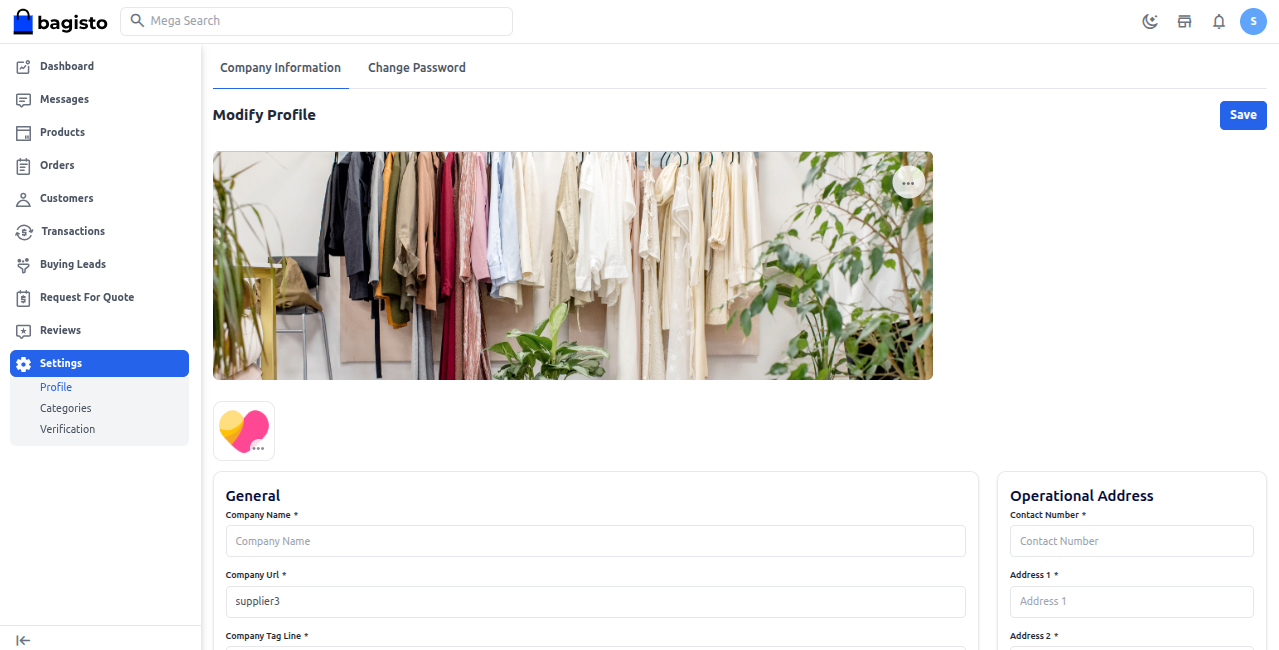 bagisto
Mega Search
S
Dashboard
Messages
Products
Orders
Customers
Transactions
Buying Leads
Request For Quote
Reviews
Settings
Profile
Categories
Verification
Company Information
Change Password
Modify Profile
Save
General
Company Name *
Company Name
Company Url *
supplier3
Company Tag Line *
Operational Address
Contact Number *
Contact Number
Address 1 *
Address 1
Address 2 *